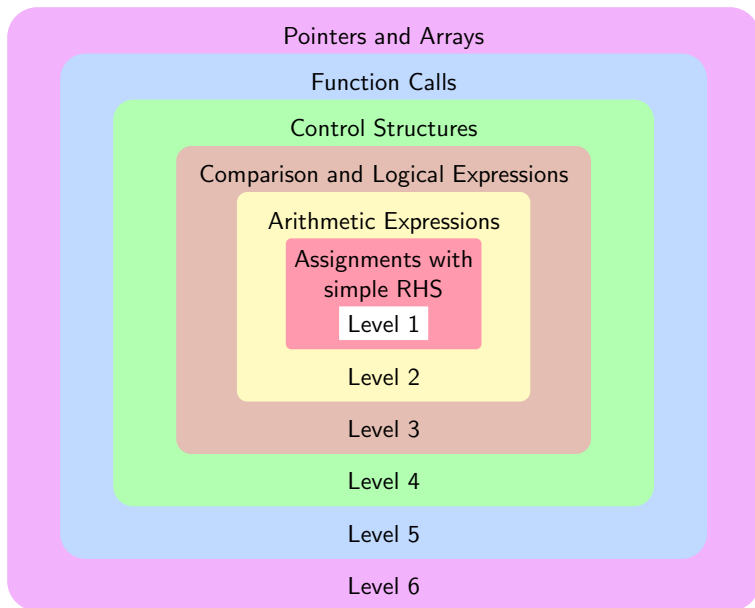 Pointers and Arrays
Function Calls
Control Structures
Comparison and Logical Expressions
Arithmetic Expressions
Assignments with
simple RHS
Level 1
Level 2
Level 3
Level 4
Level 5
Level 6